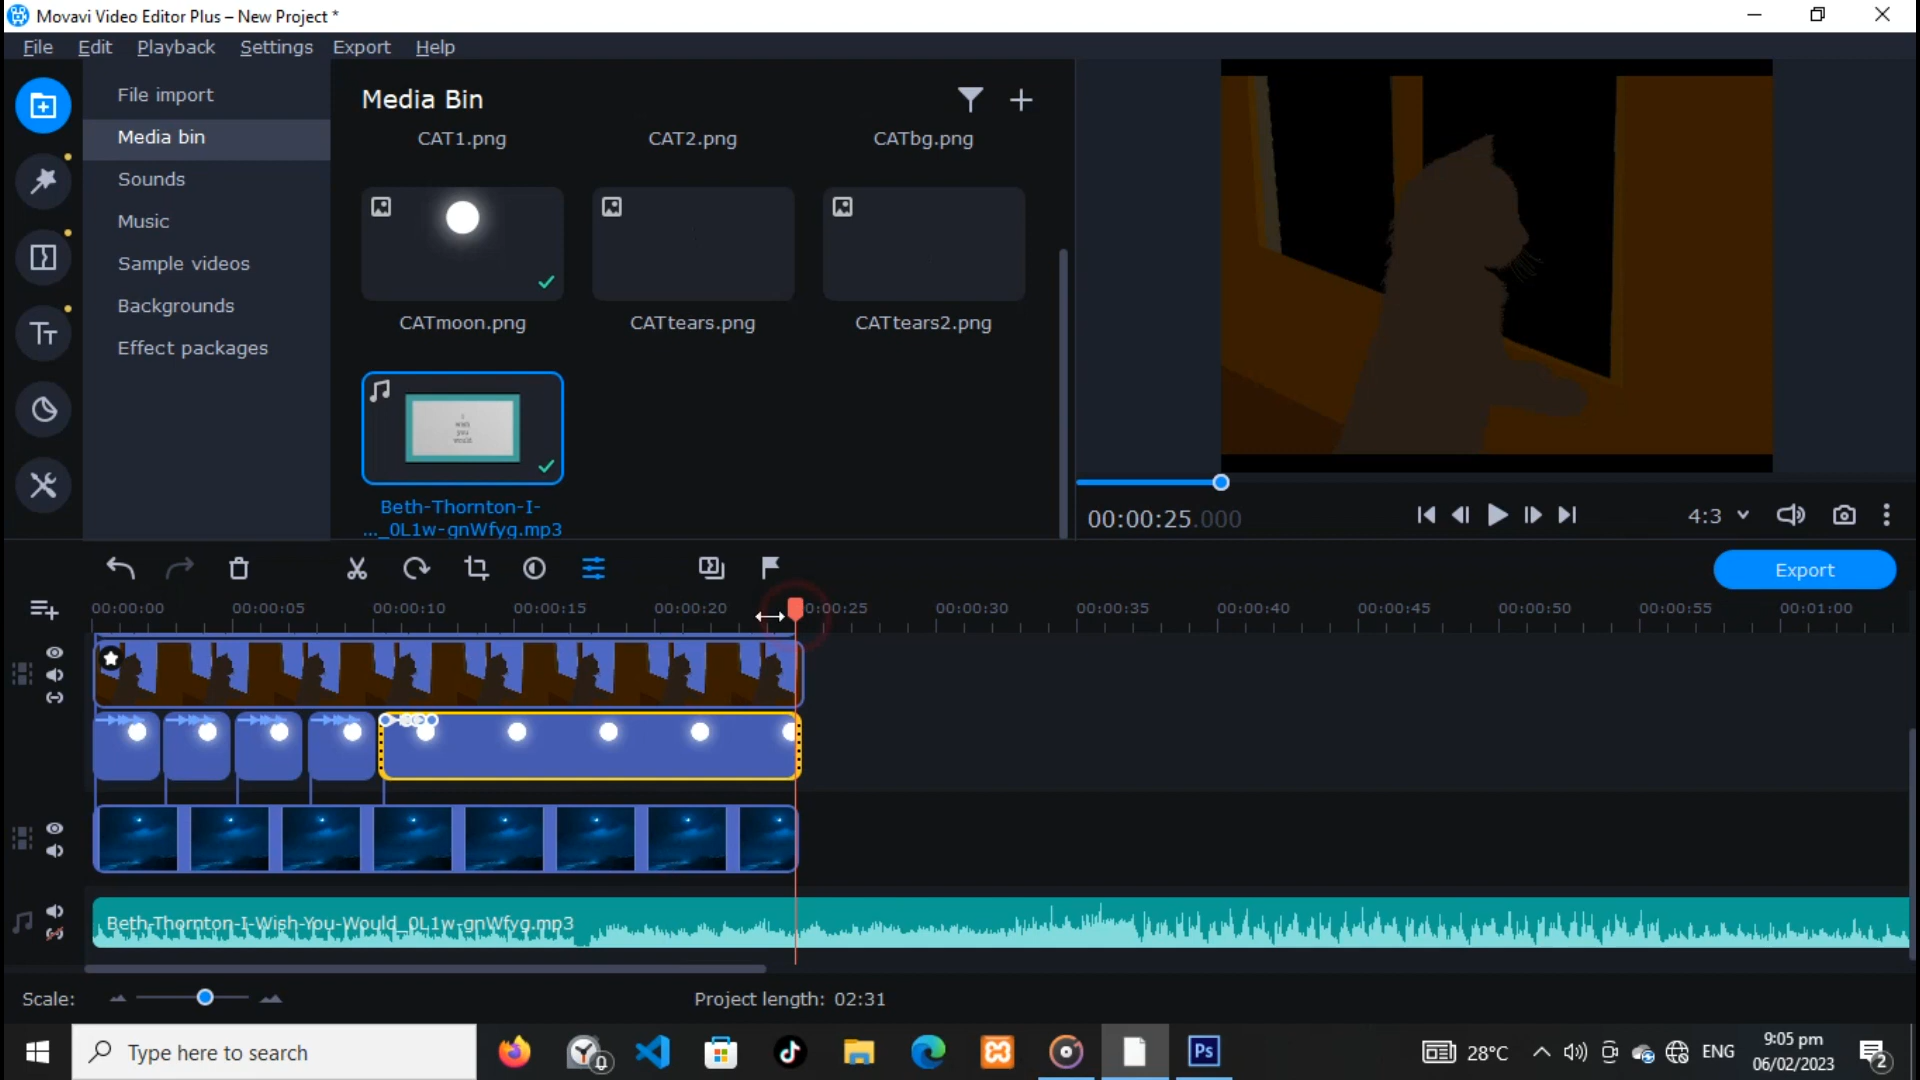 Movavi Video Editor Plus – New Project *
File Edit Playback Settings Export Help
File import
Media bin
Sounds
Music
Sample videos
Backgrounds
Effect packages
Media Bin
CAT1.png CAT2.png CATbg.png
CATmoon.png CATtears.png CATtears2.png
I
wish
you
would
Beth-Thornton-I-
..._0L1w-gnWfyg.mp3
00:00:25.000
4:3
Export
00:00:00 00:00:05 00:00:10 00:00:15 00:00:20 00:00:25 00:00:30 00:00:35 00:00:40 00:00:45 00:00:50 00:00:55 00:01:00
Beth-Thornton-I-Wish-You-Would_0L1w-gnWfyg.mp3
Scale:
Project length: 02:31
Type here to search
Ps
28°C
ENG
9:05 pm
06/02/2023
2